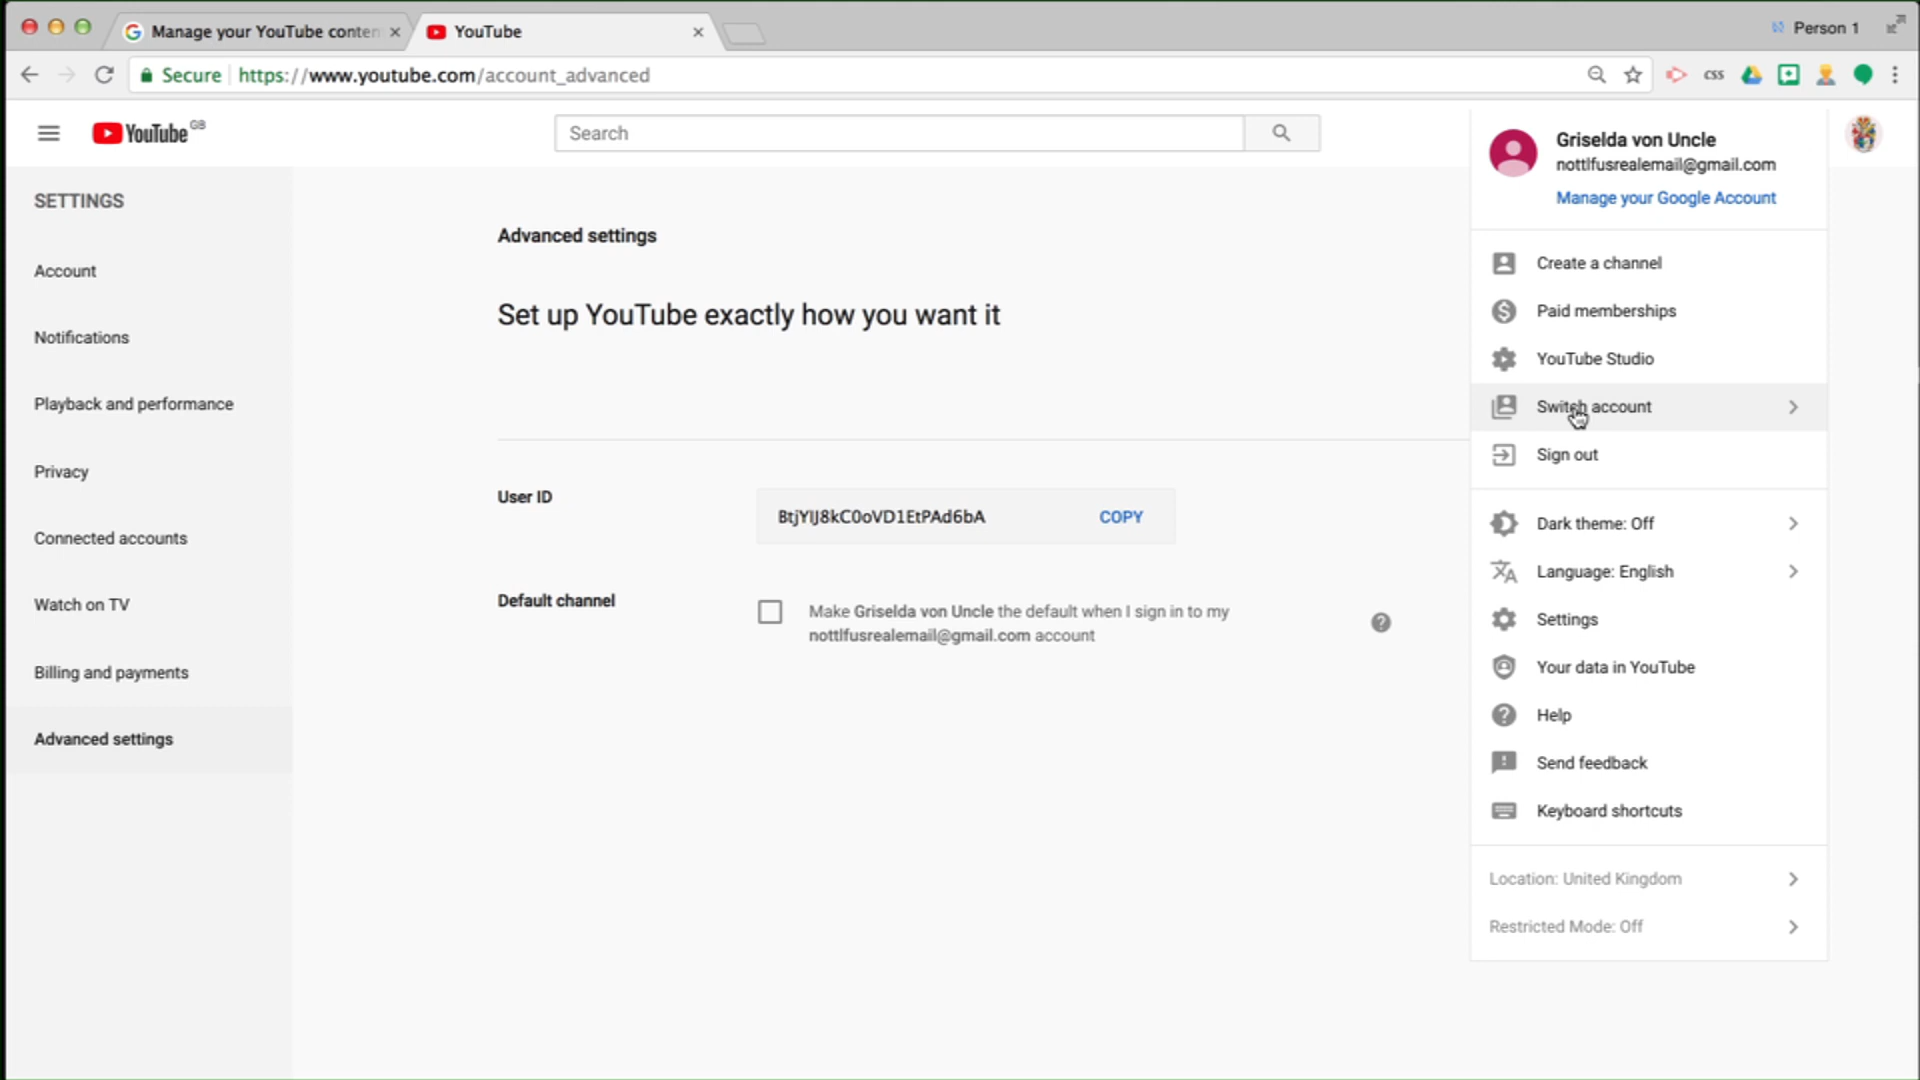 Manage your YouTube conten
YouTube
Person 1
Secure
https://www.youtube.com/account_advanced
css
YouTube GB
Search
SETTINGS
Account
Notifications
Playback and performance
Privacy
Connected accounts
Watch on TV
Billing and payments
Advanced settings
Advanced settings
Set up YouTube exactly how you want it
User ID
BtjYIJ8kC0oVD1EtPAd6bA
COPY
Default channel
Make Griselda von Uncle the default when I sign in to my
nottlfusrealemail@gmail.com account
Griselda von Uncle
nottlfusrealemail@gmail.com
Manage your Google Account
Create a channel
Paid memberships
YouTube Studio
Switch account
Sign out
Dark theme: Off
Language: English
Settings
Your data in YouTube
Help
Send feedback
Keyboard shortcuts
Location: United Kingdom
Restricted Mode: Off